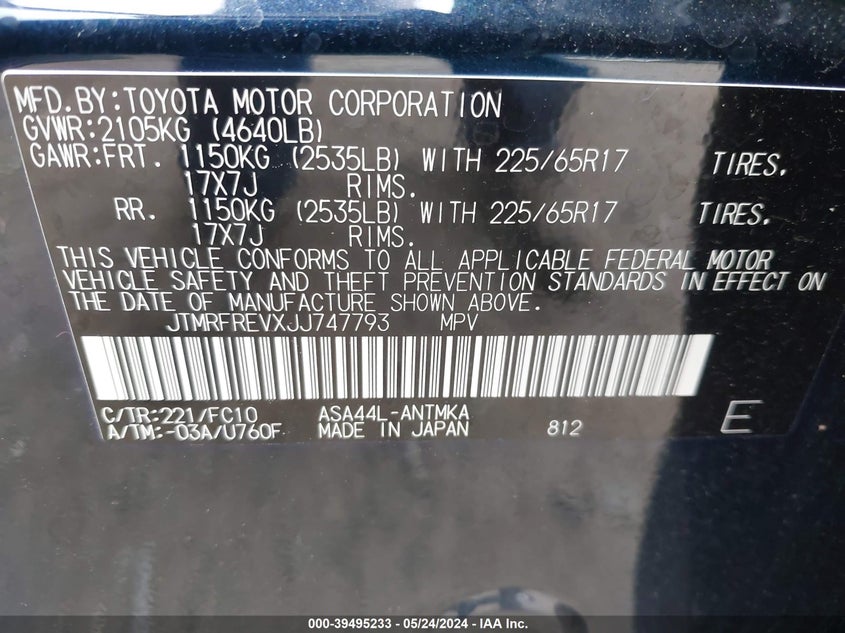 MFD.BY:TOYOTA MOTOR CORPORATION
GVWR:2105KG (4640LB)
GAWR:FRT. 1150KG (2535LB) WITH 225/65R17 TIRES.
17X7J RIMS.
RR. 1150KG (2535LB) WITH 225/65R17 TIRES.
17X7J RIMS.
THIS VEHICLE CONFORMS TO ALL APPLICABLE FEDERAL MOTOR
VEHICLE SAFETY AND THEFT PREVENTION STANDARDS IN EFFECT ON
THE DATE OF MANUFACTURE SHOWN ABOVE.
JTMRFREVXJJ747793 MPV
C/TR:221/FC10 ASA44L-ANTMKA
A/TM:-03A/U760F MADE IN JAPAN 812 E
000-39495233 - 05/24/2024 - IAA Inc.